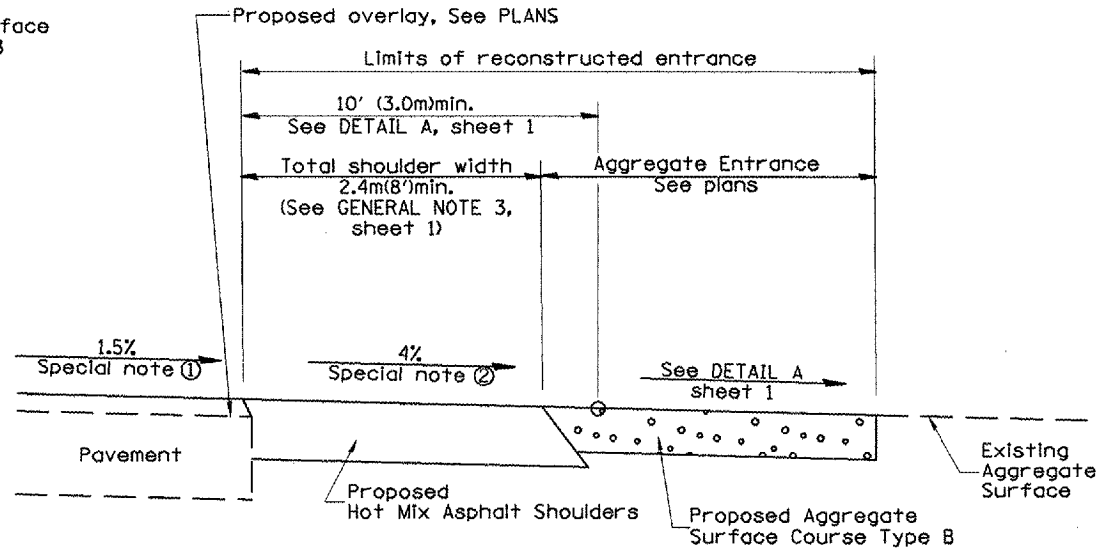 face
Proposed overlay, See PLANS
Limits of reconstructed entrance
10' (3.0m)min.
See DETAIL A, sheet 1
Total shoulder width
2.4m(8')min.
(See GENERAL NOTE 3,
sheet 1)
Aggregate Entrance
See plans
1.5%
Special note ①
4%
Special note ②
See DETAIL A
sheet 1
Pavement
Proposed
Hot Mix Asphalt Shoulders
Proposed Aggregate
Surface Course Type B
Existing
Aggregate
Surface